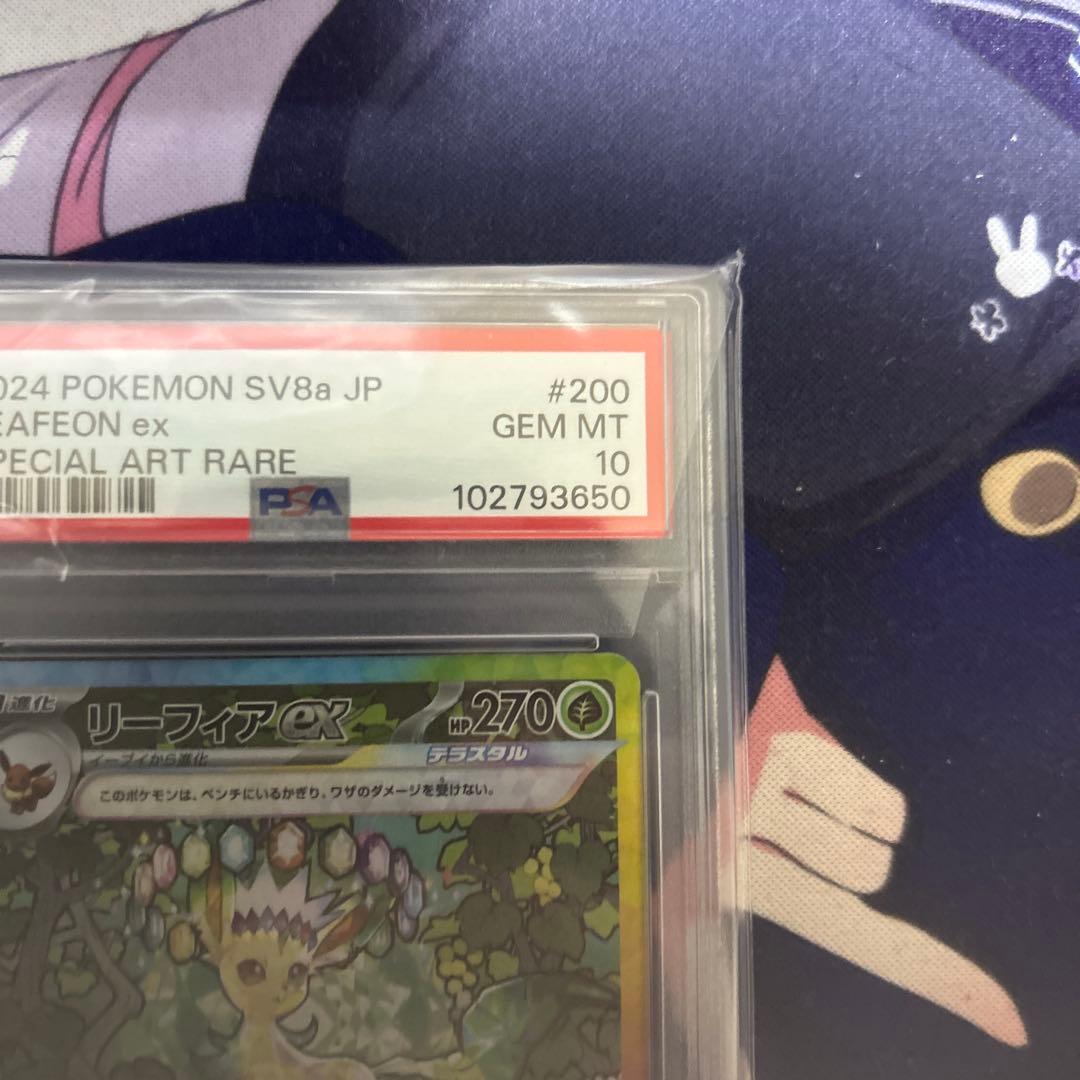 024 POKEMON SV8a JP #200
EAFEON ex GEM MT
PECIAL ART RARE 10
PSA 102793650
進化 リーフィアex HP270
イーブイから進化 テラスタル
このポケモンは、ベンチにいるかぎり、ワザのダメージを受けない。